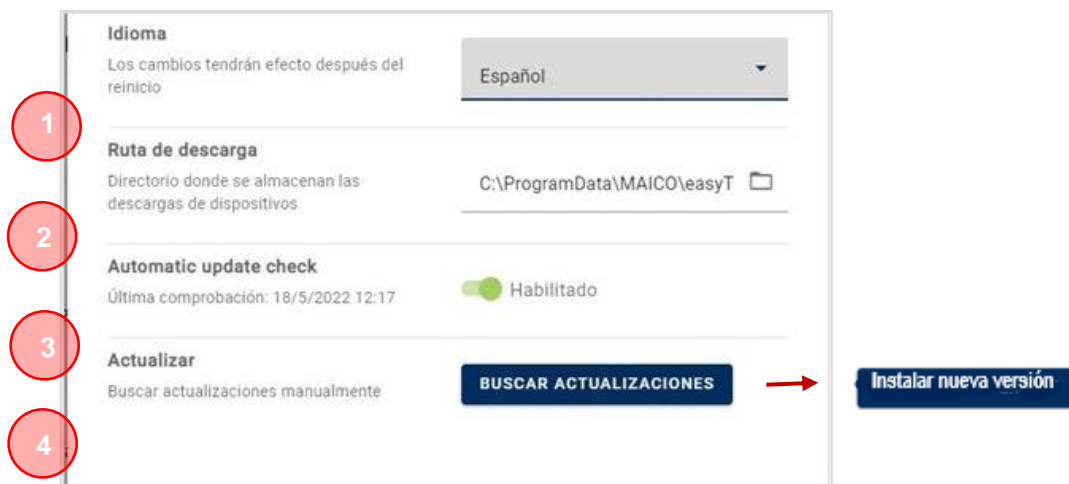 Idioma
Los cambios tendrán efecto después del
reinicio
Español
1
Ruta de descarga
Directorio donde se almacenan las
descargas de dispositivos
C:\ProgramData\MAICO\easyT
2
Automatic update check
Última comprobación: 18/5/2022 12:17
Habilitado
3
Actualizar
Buscar actualizaciones manualmente
BUSCAR ACTUALIZACIONES
Instalar nueva versión
4